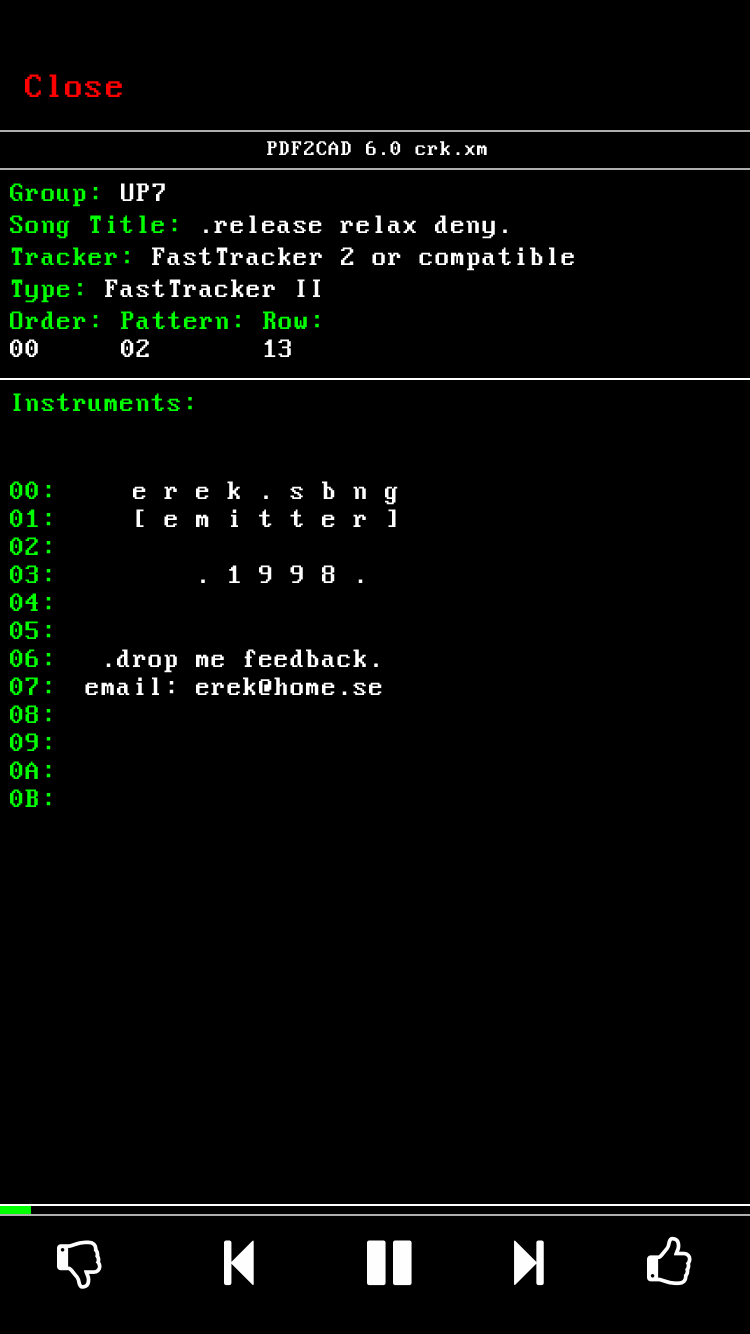 Close
PDF2CAD 6.0 crk.xm
Group: UP7
Song Title: .release relax deny.
Tracker: FastTracker 2 or compatible
Type: FastTracker II
Order: Pattern: Row:
00 02 13
Instruments:
00: e r e k . s b n g
01: [ e m i t t e r ]
02:
03: . 1 9 9 8 .
04:
05:
06: .drop me feedback.
07: email: erek@home.se
08:
09:
0A:
0B: